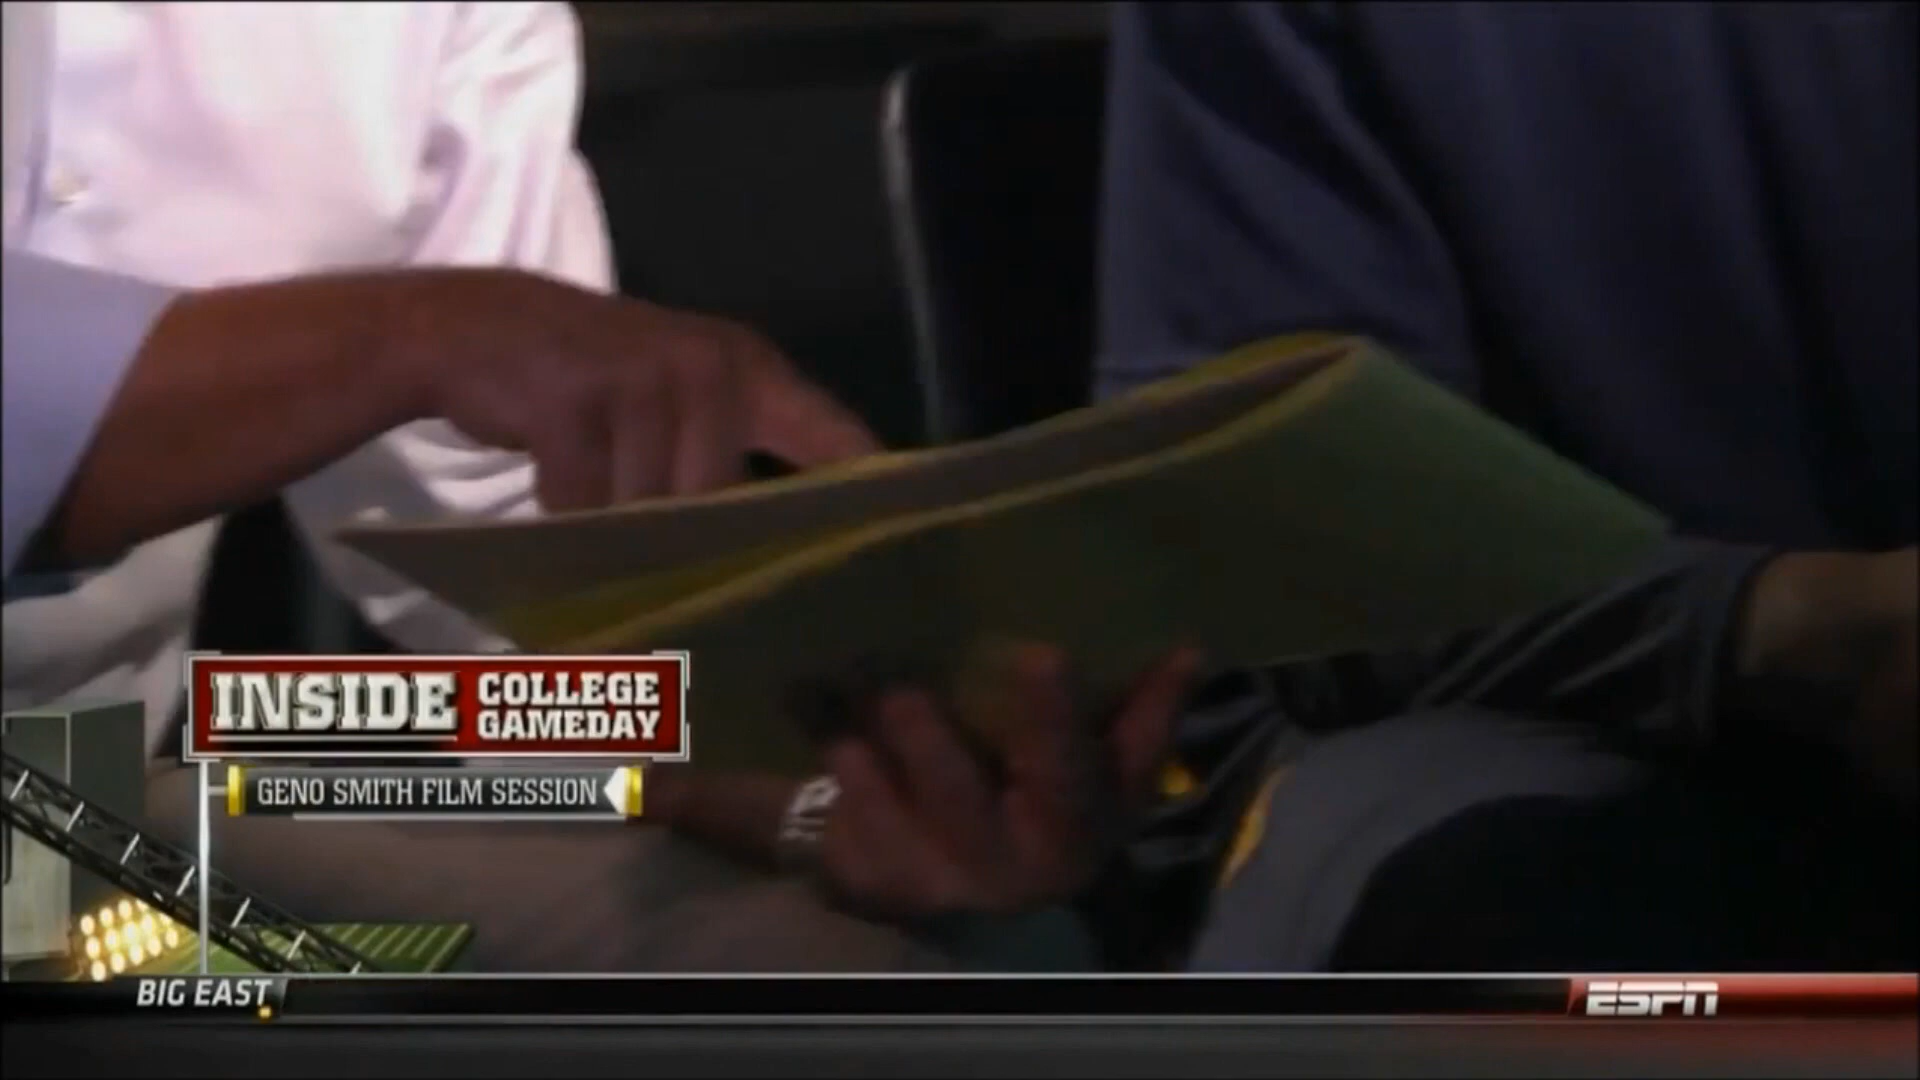 INSIDE COLLEGE
GAMEDAY
GENO SMITH FILM SESSION
BIG EAST
ESPN